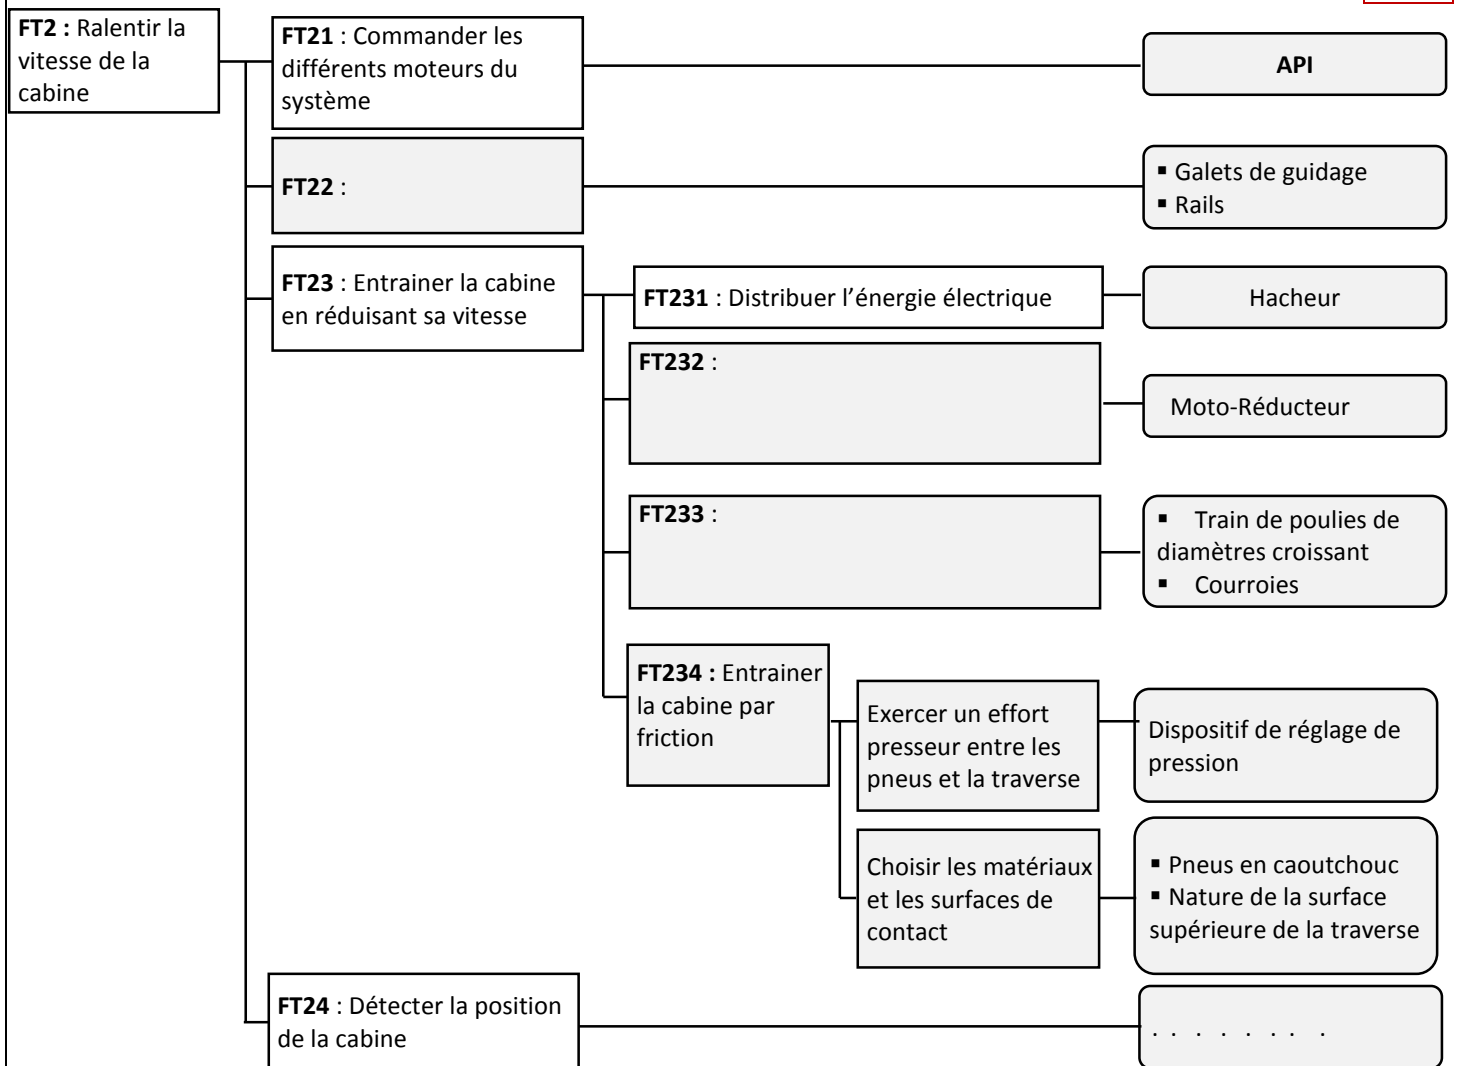 FT2 : Ralentir la
vitesse de la
cabine
FT21 : Commander les
différents moteurs du
système
API
FT22 :
▪ Galets de guidage
▪ Rails
FT23 : Entrainer la cabine
en réduisant sa vitesse
FT231 : Distribuer l’énergie électrique
Hacheur
FT232 :
Moto-Réducteur
FT233 :
▪ Train de poulies de
diamètres croissant
▪ Courroies
FT234 : Entrainer
la cabine par
friction
Exercer un effort
presseur entre les
pneus et la traverse
Dispositif de réglage de
pression
Choisir les matériaux
et les surfaces de
contact
▪ Pneus en caoutchouc
▪ Nature de la surface
supérieure de la traverse
FT24 : Détecter la position
de la cabine
. . . . . . . .